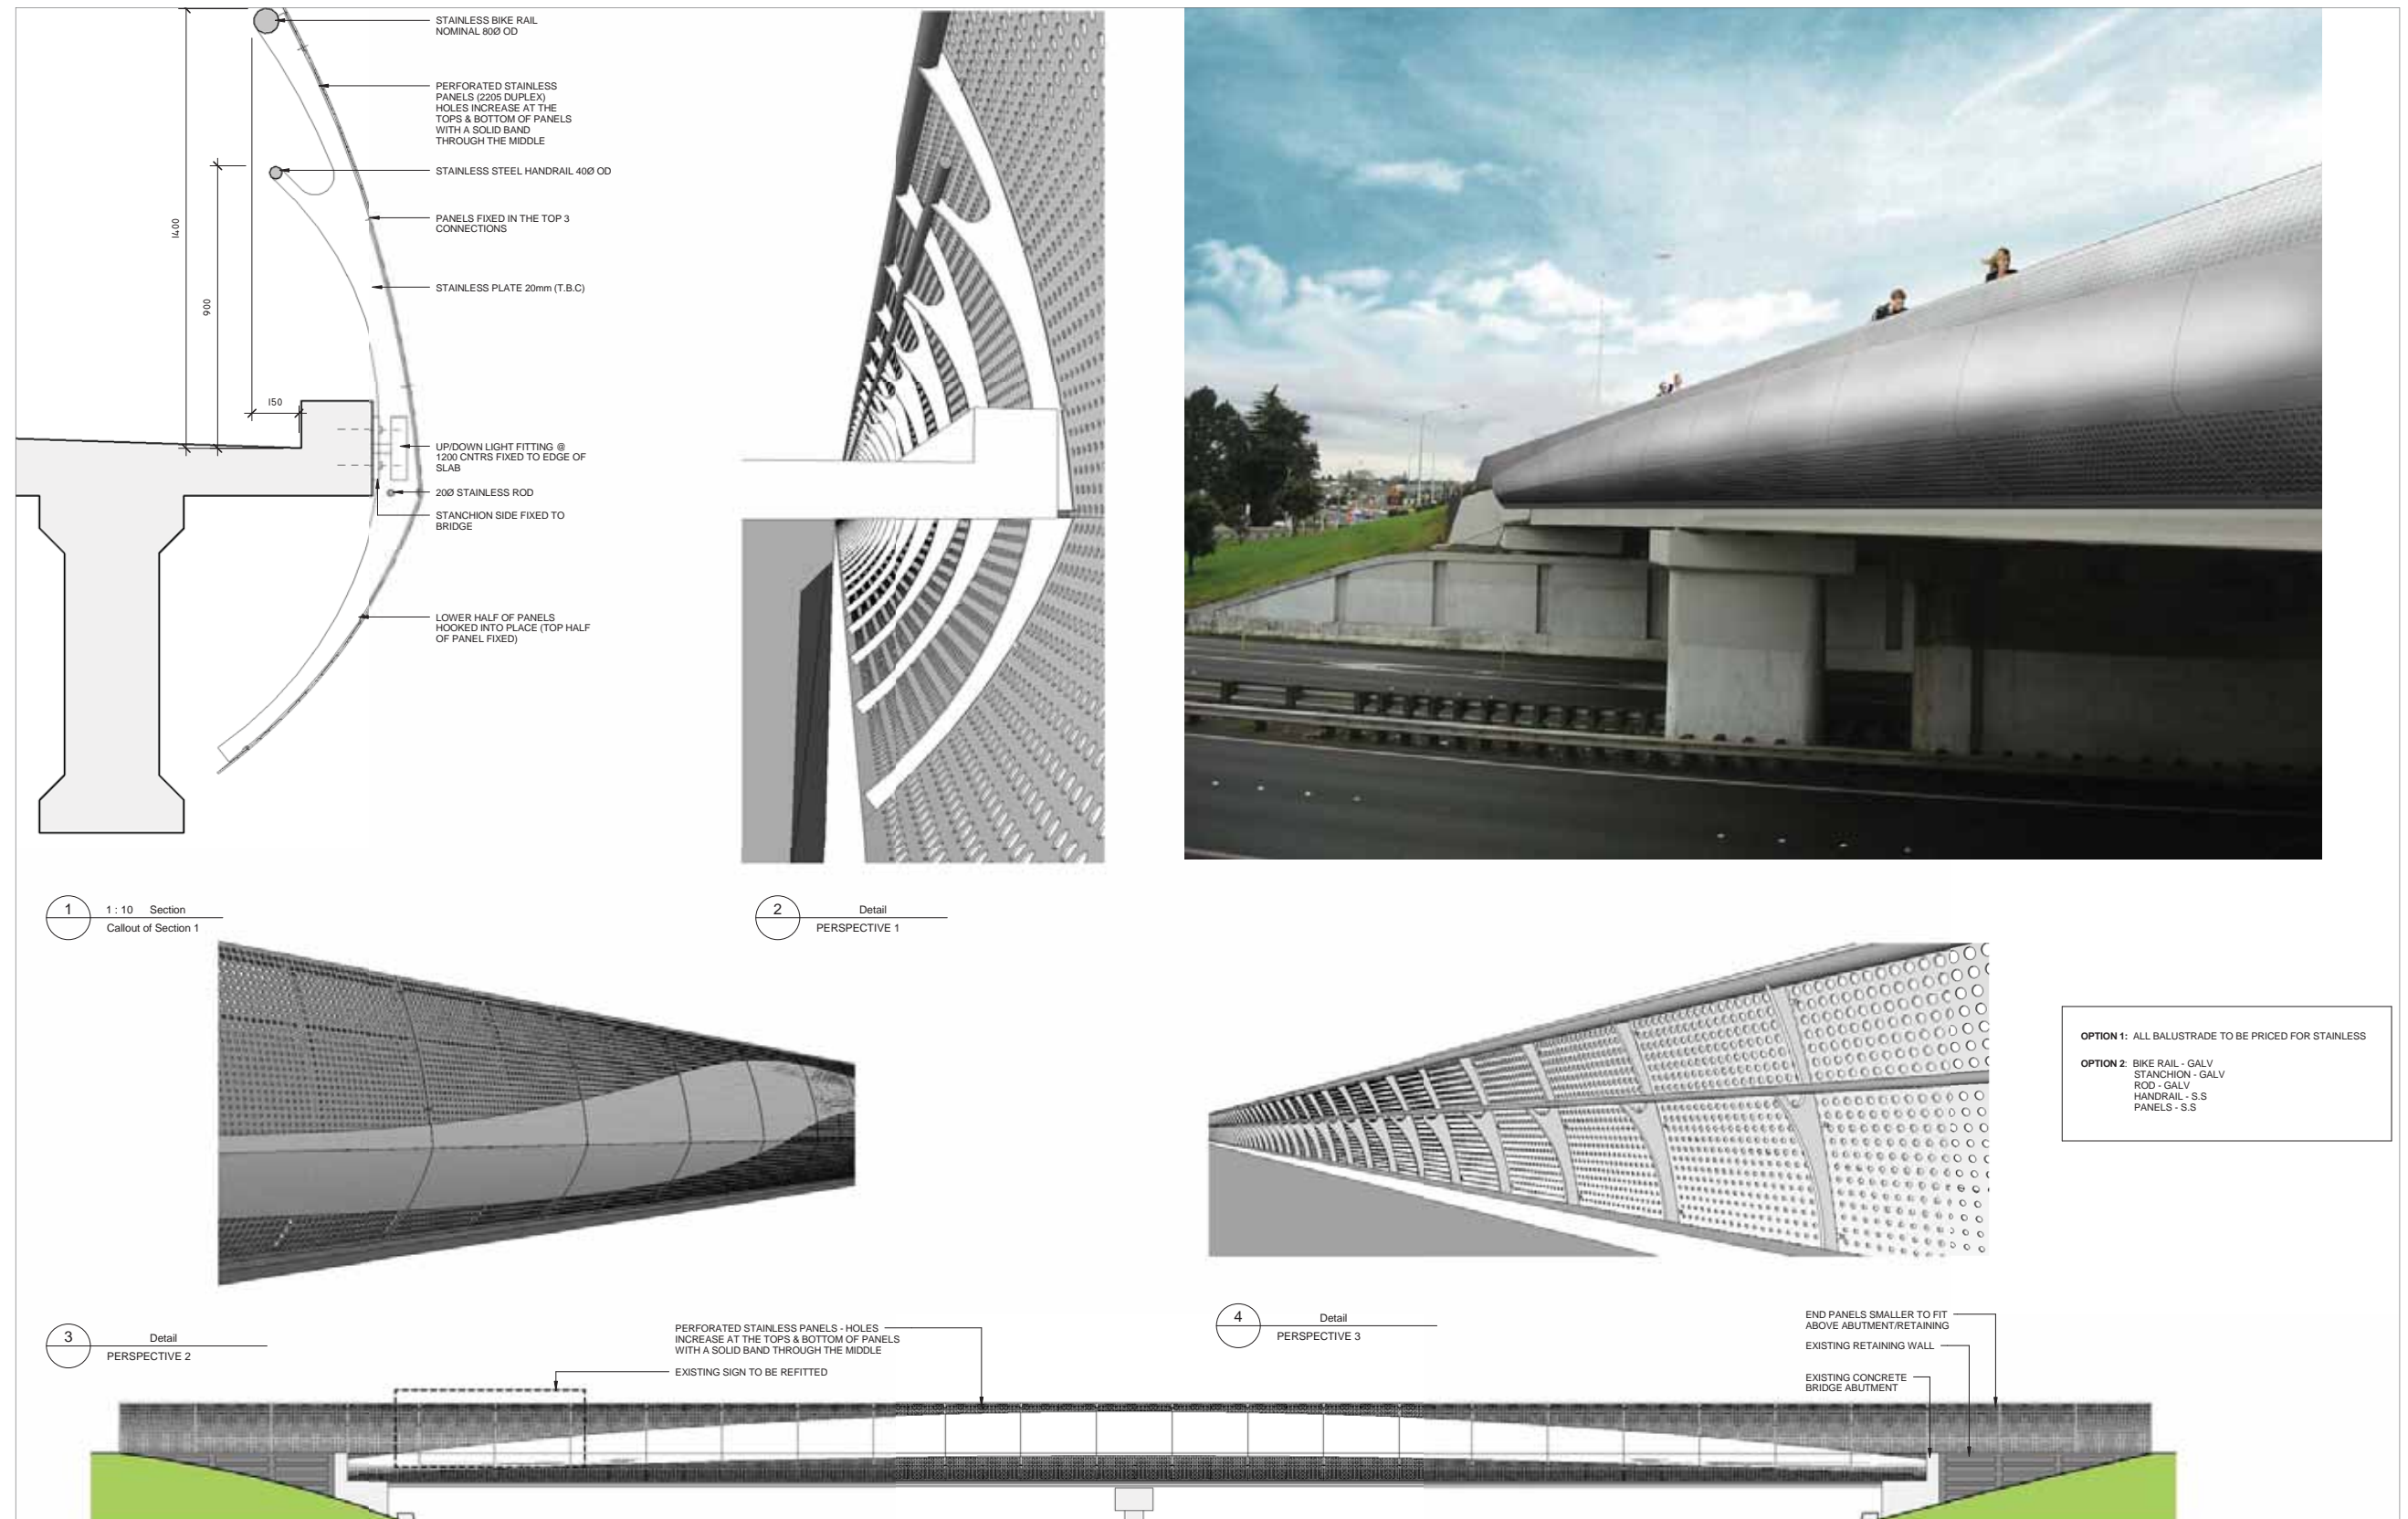 STAINLESS BIKE RAIL
NOMINAL 80Ø OD
PERFORATED STAINLESS
PANELS (2205 DUPLEX)
HOLES INCREASE AT THE
TOPS & BOTTOM OF PANELS
WITH A SOLID BAND
THROUGH THE MIDDLE
STAINLESS STEEL HANDRAIL 40Ø OD
PANELS FIXED IN THE TOP 3
CONNECTIONS
STAINLESS PLATE 20mm (T.B.C)
1400
900
150
UP/DOWN LIGHT FITTING @
1200 CNTRS FIXED TO EDGE OF
SLAB
20Ø STAINLESS ROD
STANCHION SIDE FIXED TO
BRIDGE
LOWER HALF OF PANELS
HOOKED INTO PLACE (TOP HALF
OF PANEL FIXED)
1
1 : 10 Section
Callout of Section 1
2
Detail
PERSPECTIVE 1
OPTION 1: ALL BALUSTRADE TO BE PRICED FOR STAINLESS
OPTION 2: BIKE RAIL - GALV
STANCHION - GALV
ROD - GALV
HANDRAIL - S.S
PANELS - S.S
3
Detail
PERSPECTIVE 2
4
Detail
PERSPECTIVE 3
PERFORATED STAINLESS PANELS - HOLES
INCREASE AT THE TOPS & BOTTOM OF PANELS
WITH A SOLID BAND THROUGH THE MIDDLE
EXISTING SIGN TO BE REFITTED
END PANELS SMALLER TO FIT
ABOVE ABUTMENT/RETAINING
EXISTING RETAINING WALL
EXISTING CONCRETE
BRIDGE ABUTMENT